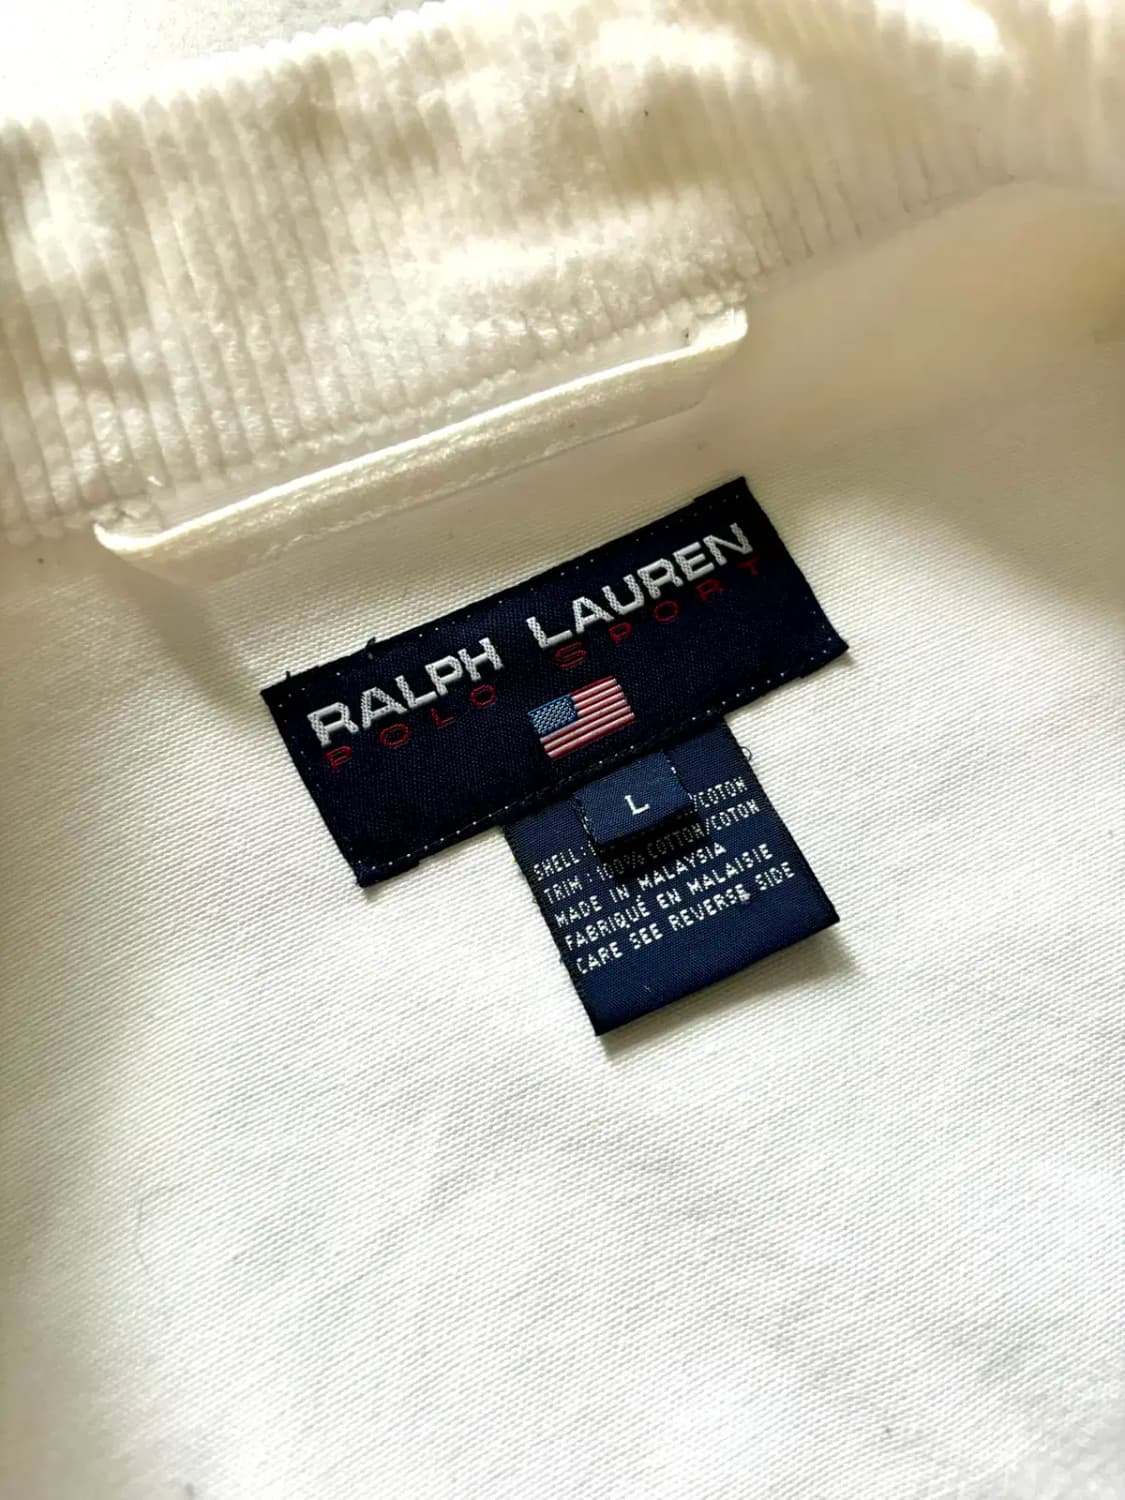 RALPH LAUREN
POLO SPORT
L
SHELL: /COTON
TRIM: 100% COTTON/COTON
MADE IN MALAYSIA
FABRIQUÉ EN MALAISIE
CARE SEE REVERSE SIDE